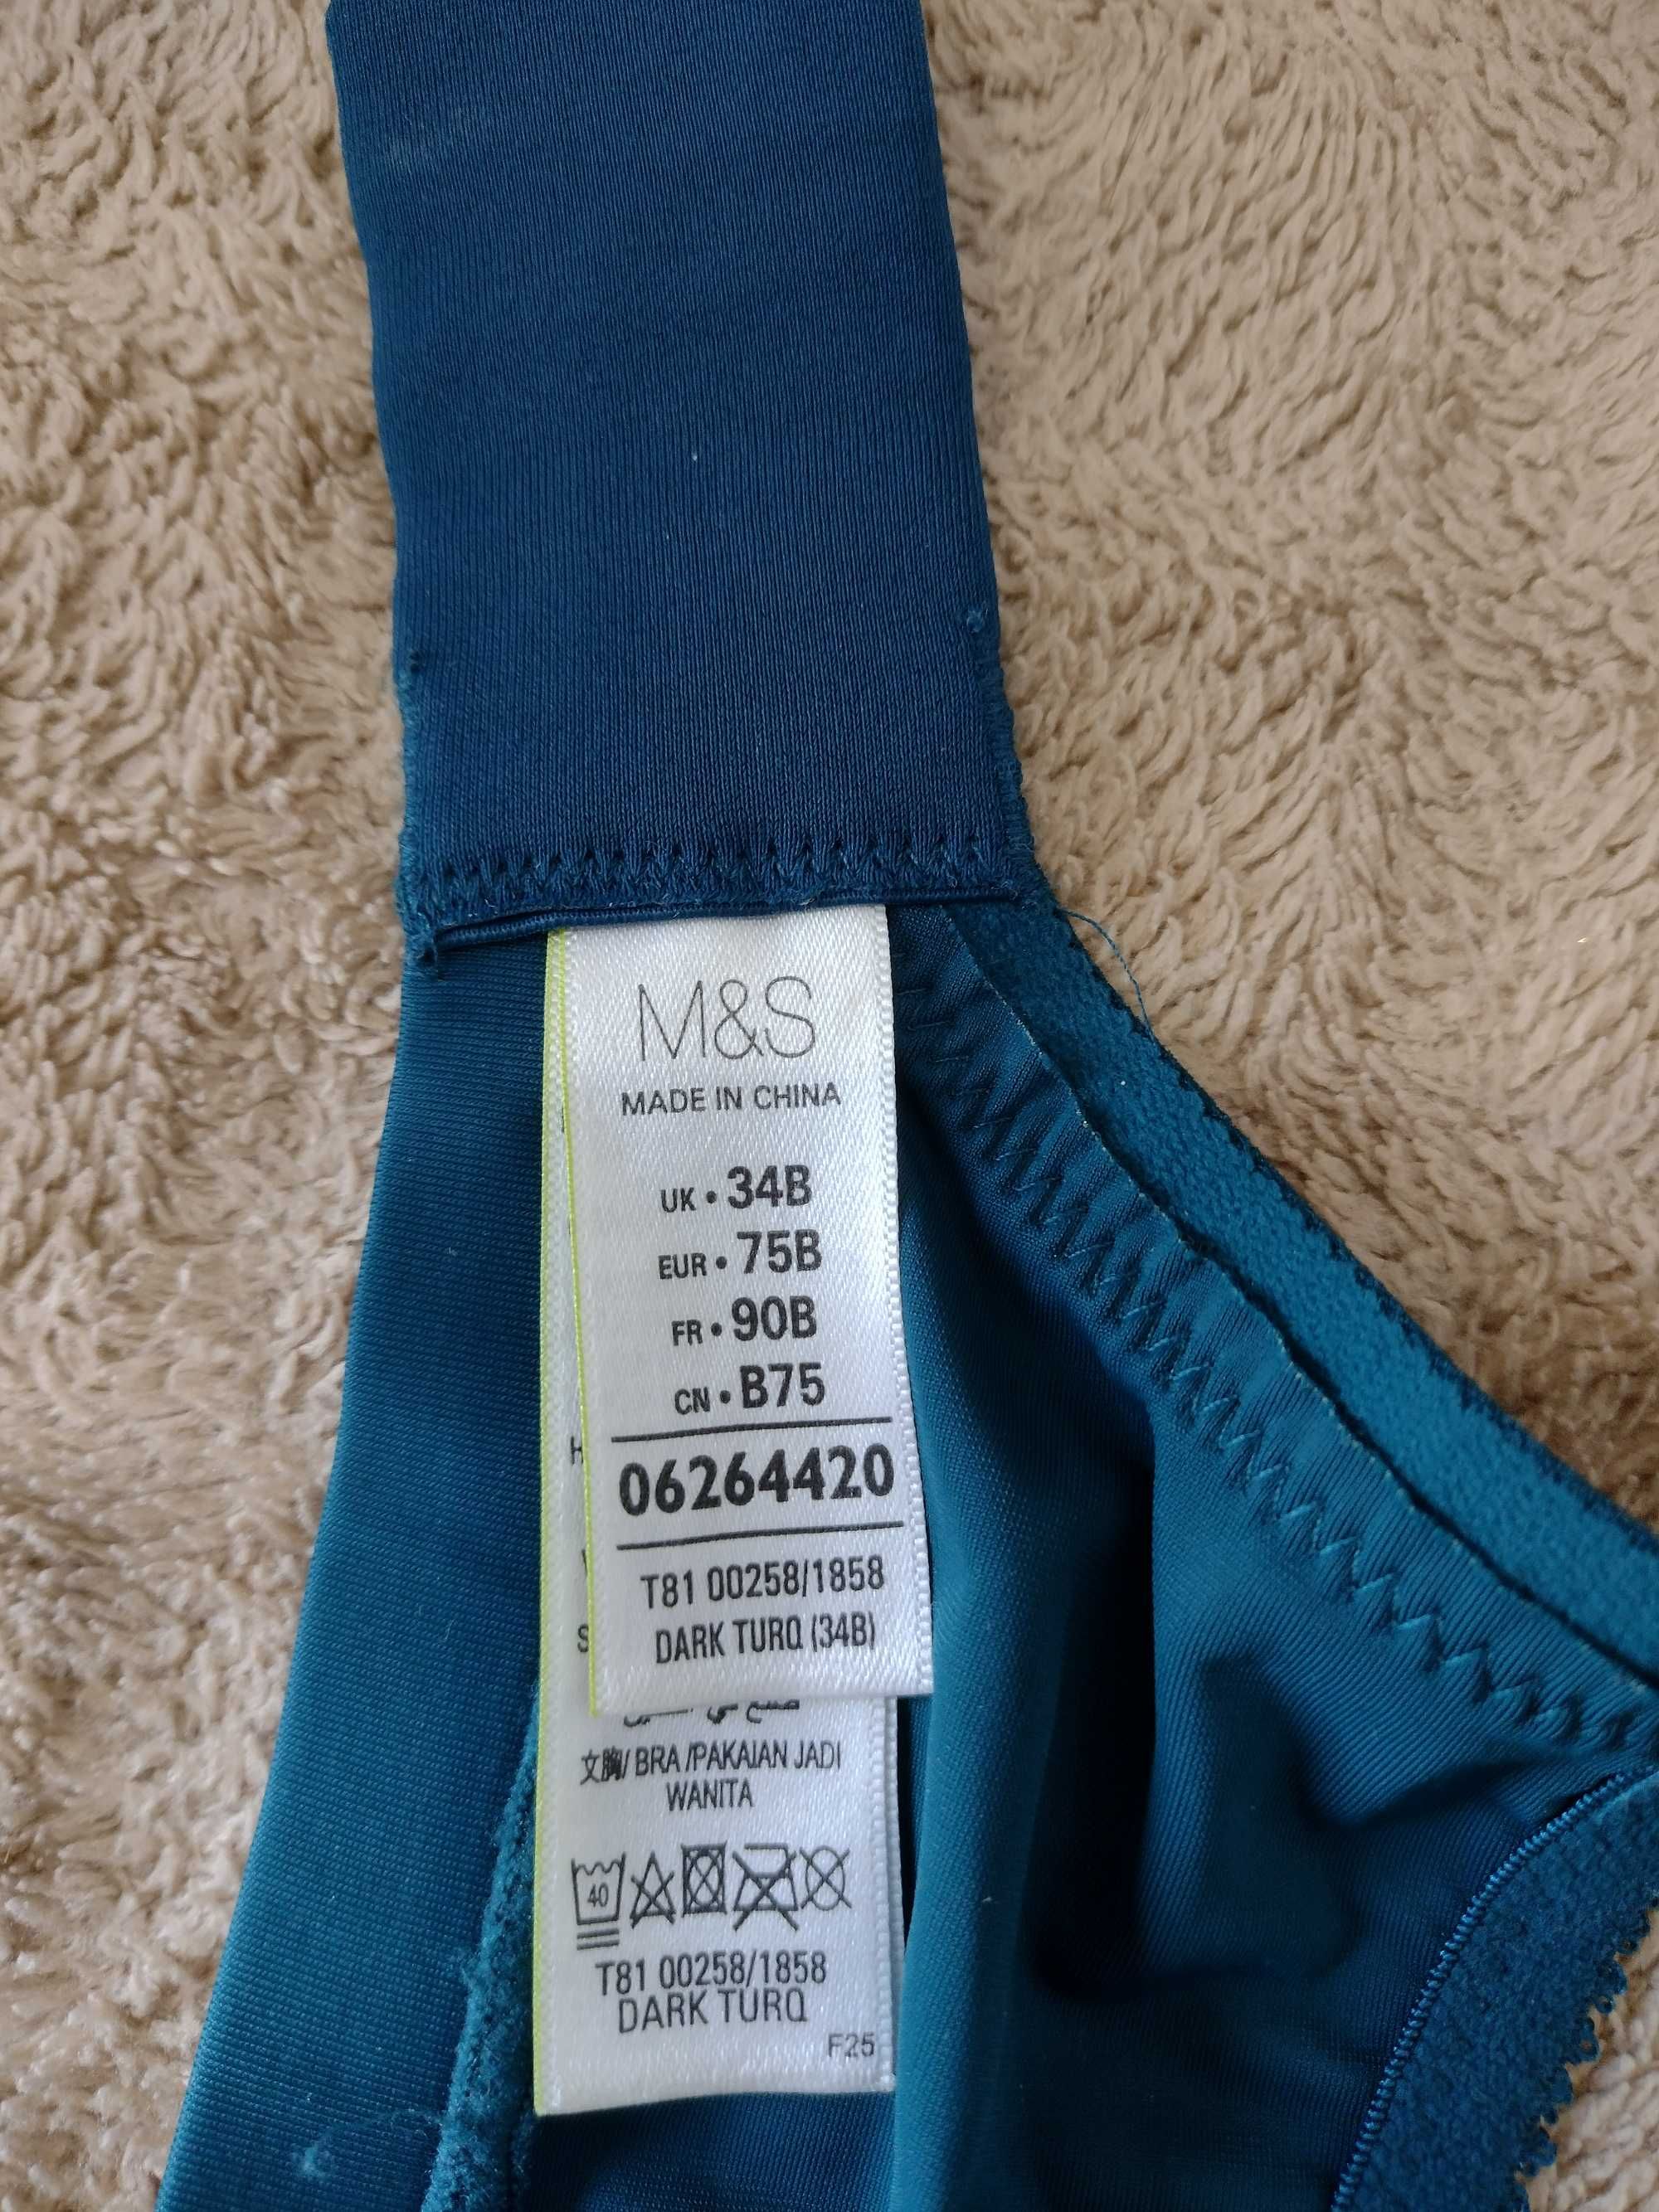 M&S
MADE IN CHINA
UK • 34B
EUR • 75B
FR • 90B
CN • B75
06264420
T81 00258/1858
DARK TURQ (34B)
文胸/ BRA /PAKAIAN JADI
WANITA
40
T81 00258/1858
DARK TURQ
F25